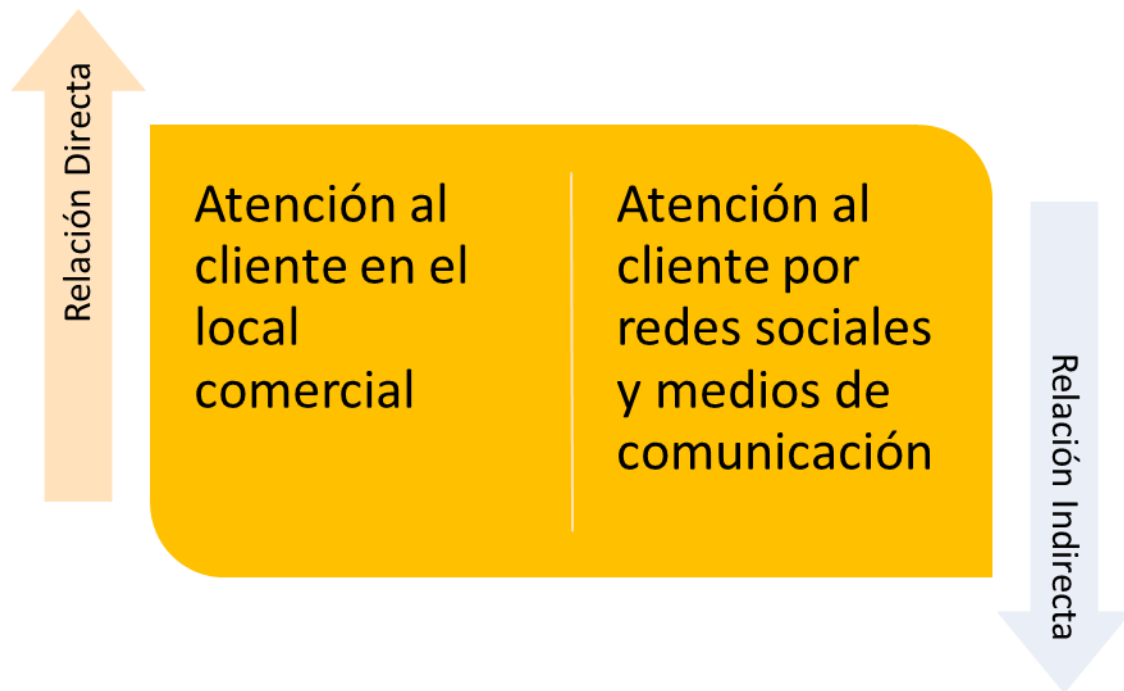 Relación Directa
Atención al
cliente en el
local
comercial
Atención al
cliente por
redes sociales
y medios de
comunicación
Relación Indirecta